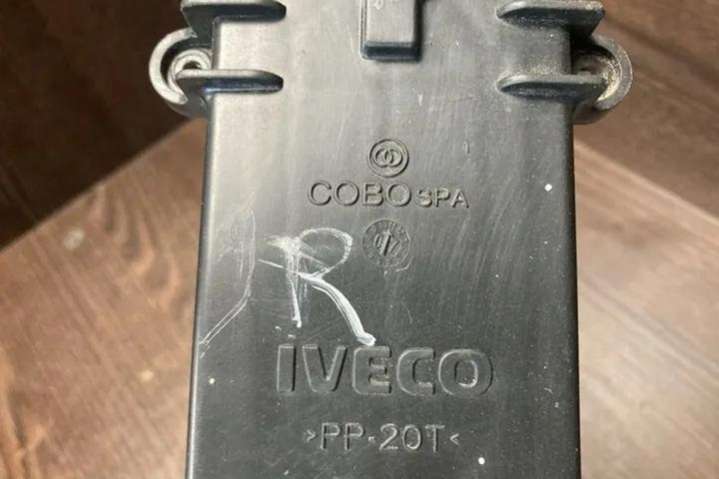 COBO SPA
R
IVECO
>PP-20T<